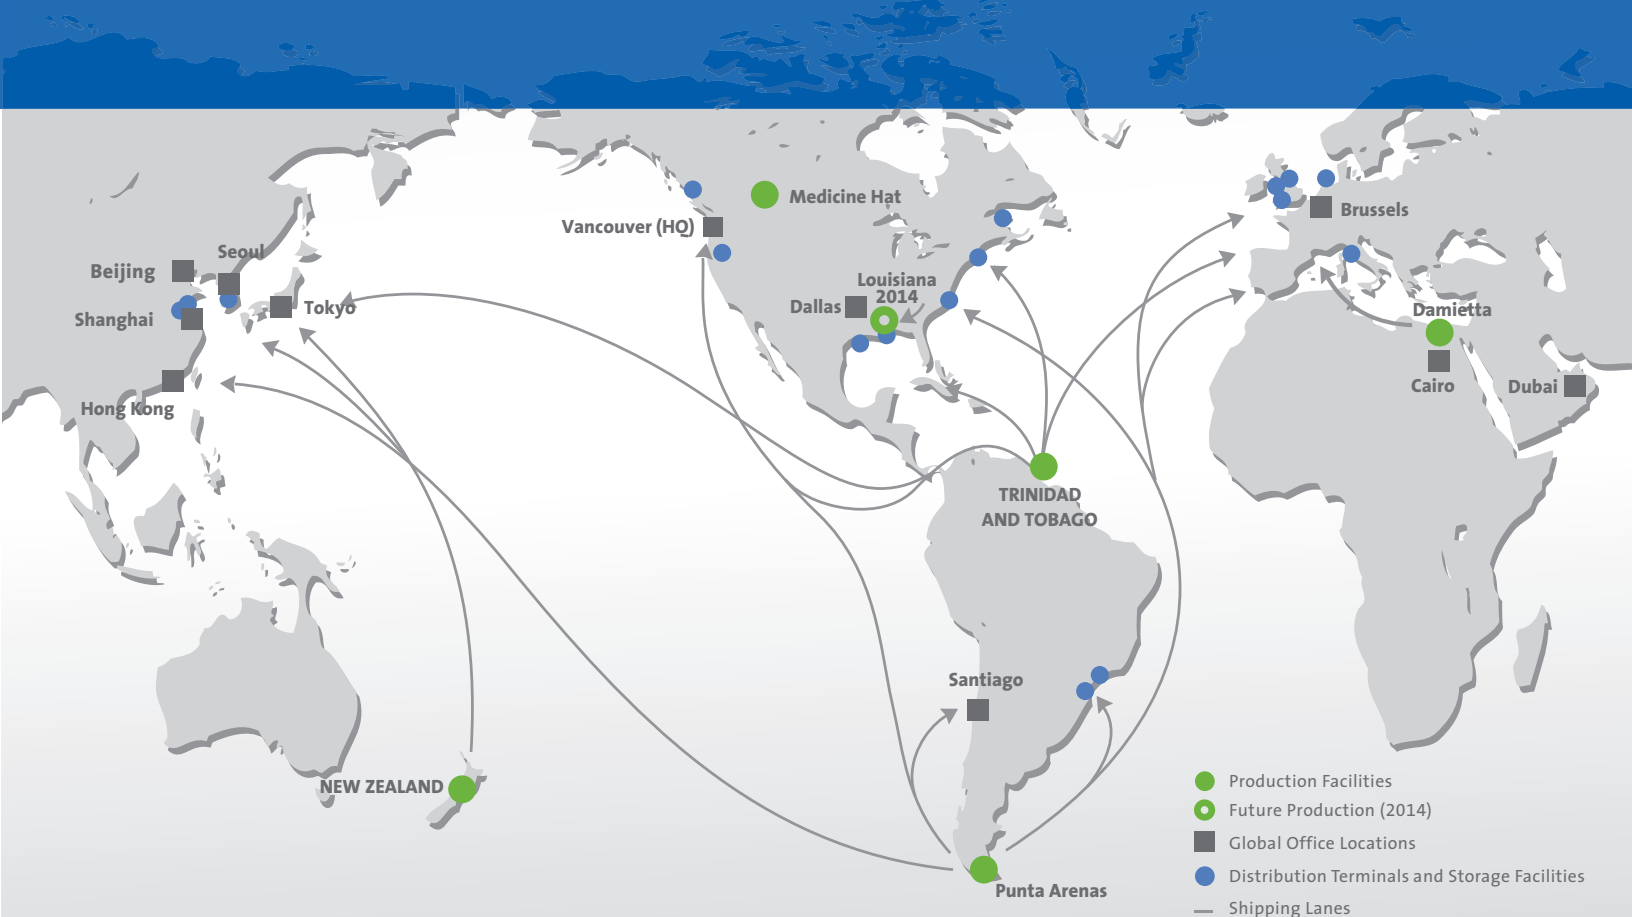 Medicine Hat
Vancouver (HQ)
Brussels
Seoul
Beijing
Louisiana
2014
Dallas
Tokyo
Shanghai
Damietta
Cairo
Dubai
Hong Kong
TRINIDAD
AND TOBAGO
Santiago
NEW ZEALAND
Punta Arenas
Production Facilities
Future Production (2014)
Global Office Locations
Distribution Terminals and Storage Facilities
Shipping Lanes